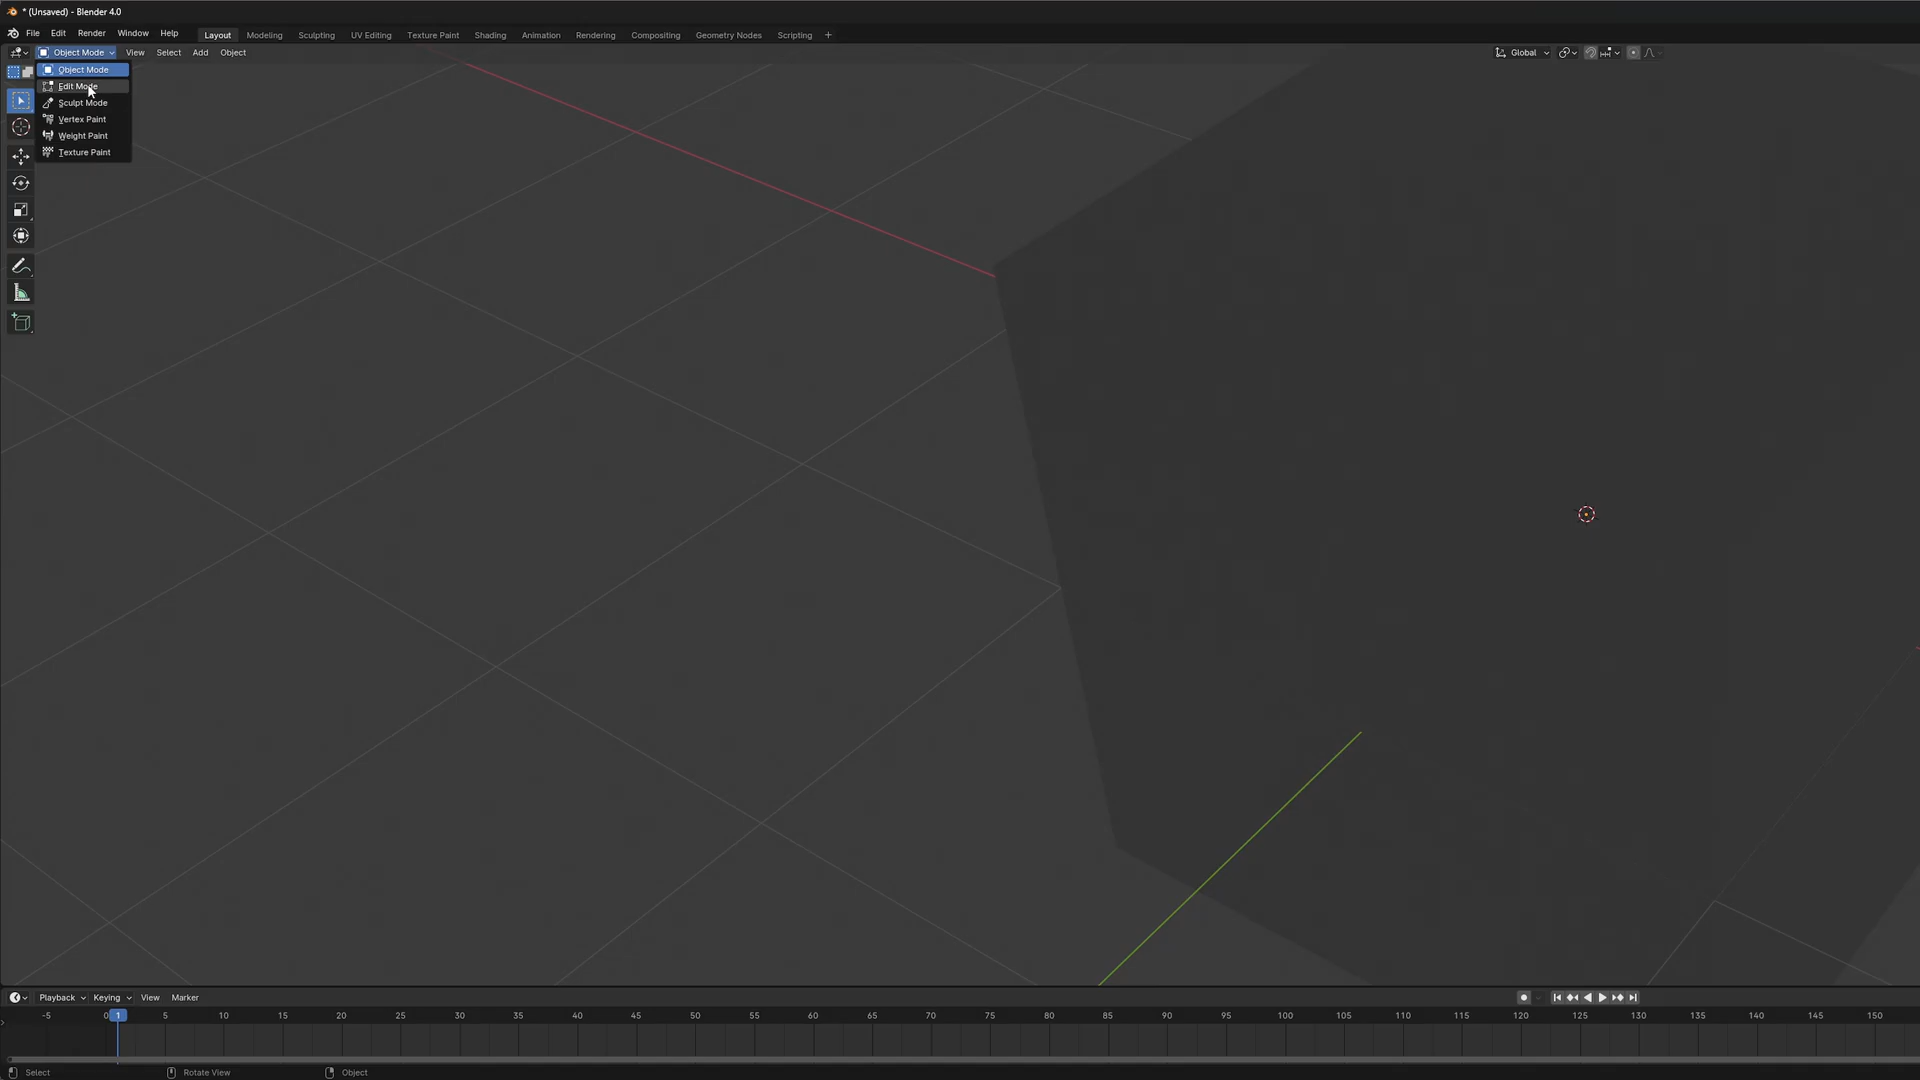 * (Unsaved) - Blender 4.0
File Edit Render Window Help Layout Modeling Sculpting UV Editing Texture Paint Shading Animation Rendering Compositing Geometry Nodes Scripting +
Object Mode View Select Add Object Global
Object Mode
Edit Mode
Sculpt Mode
Vertex Paint
Weight Paint
Texture Paint
Playback Keying View Marker
-5 0 1 5 10 15 20 25 30 35 40 45 50 55 60 65 70 75 80 85 90 95 100 105 110 115 120 125 130 135 140 145 150
Select Rotate View Object